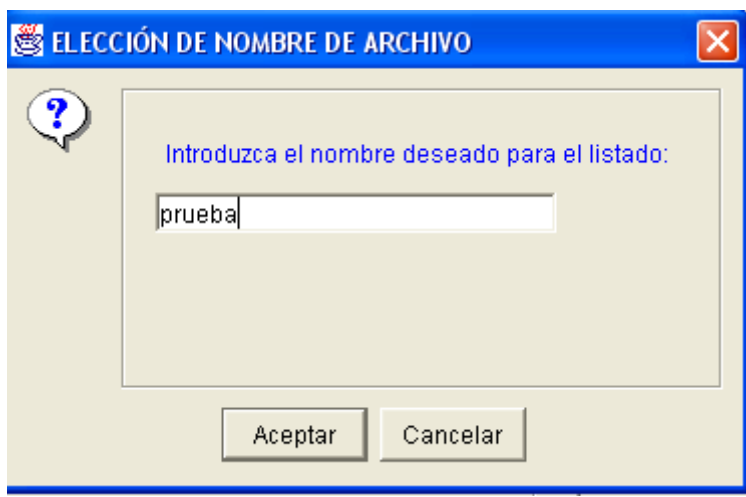 ELECCIÓN DE NOMBRE DE ARCHIVO
?
Introduzca el nombre deseado para el listado:
prueba
Aceptar Cancelar